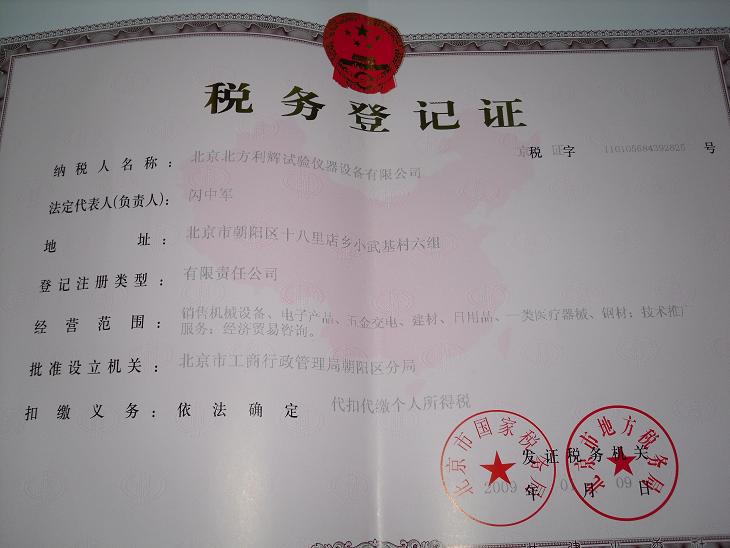 税务登记证
京税 证字 110105684392825 号
纳税人名称： 北京北方利辉试验仪器设备有限公司
法定代表人(负责人)： 闪中军
地 址： 北京市朝阳区十八里店乡小武基村六组
登记注册类型： 有限责任公司
经营范围： 销售机械设备、电子产品、五金交电、建材、日用品、一类医疗器械、钢材；技术推广
服务；经济贸易咨询。
批准设立机关： 北京市工商行政管理局朝阳区分局
扣缴义务：依法确定 代扣代缴个人所得税
北京市国家税务局
北京市地方税务局
发证税务机关
2009 年 07 月 09 日